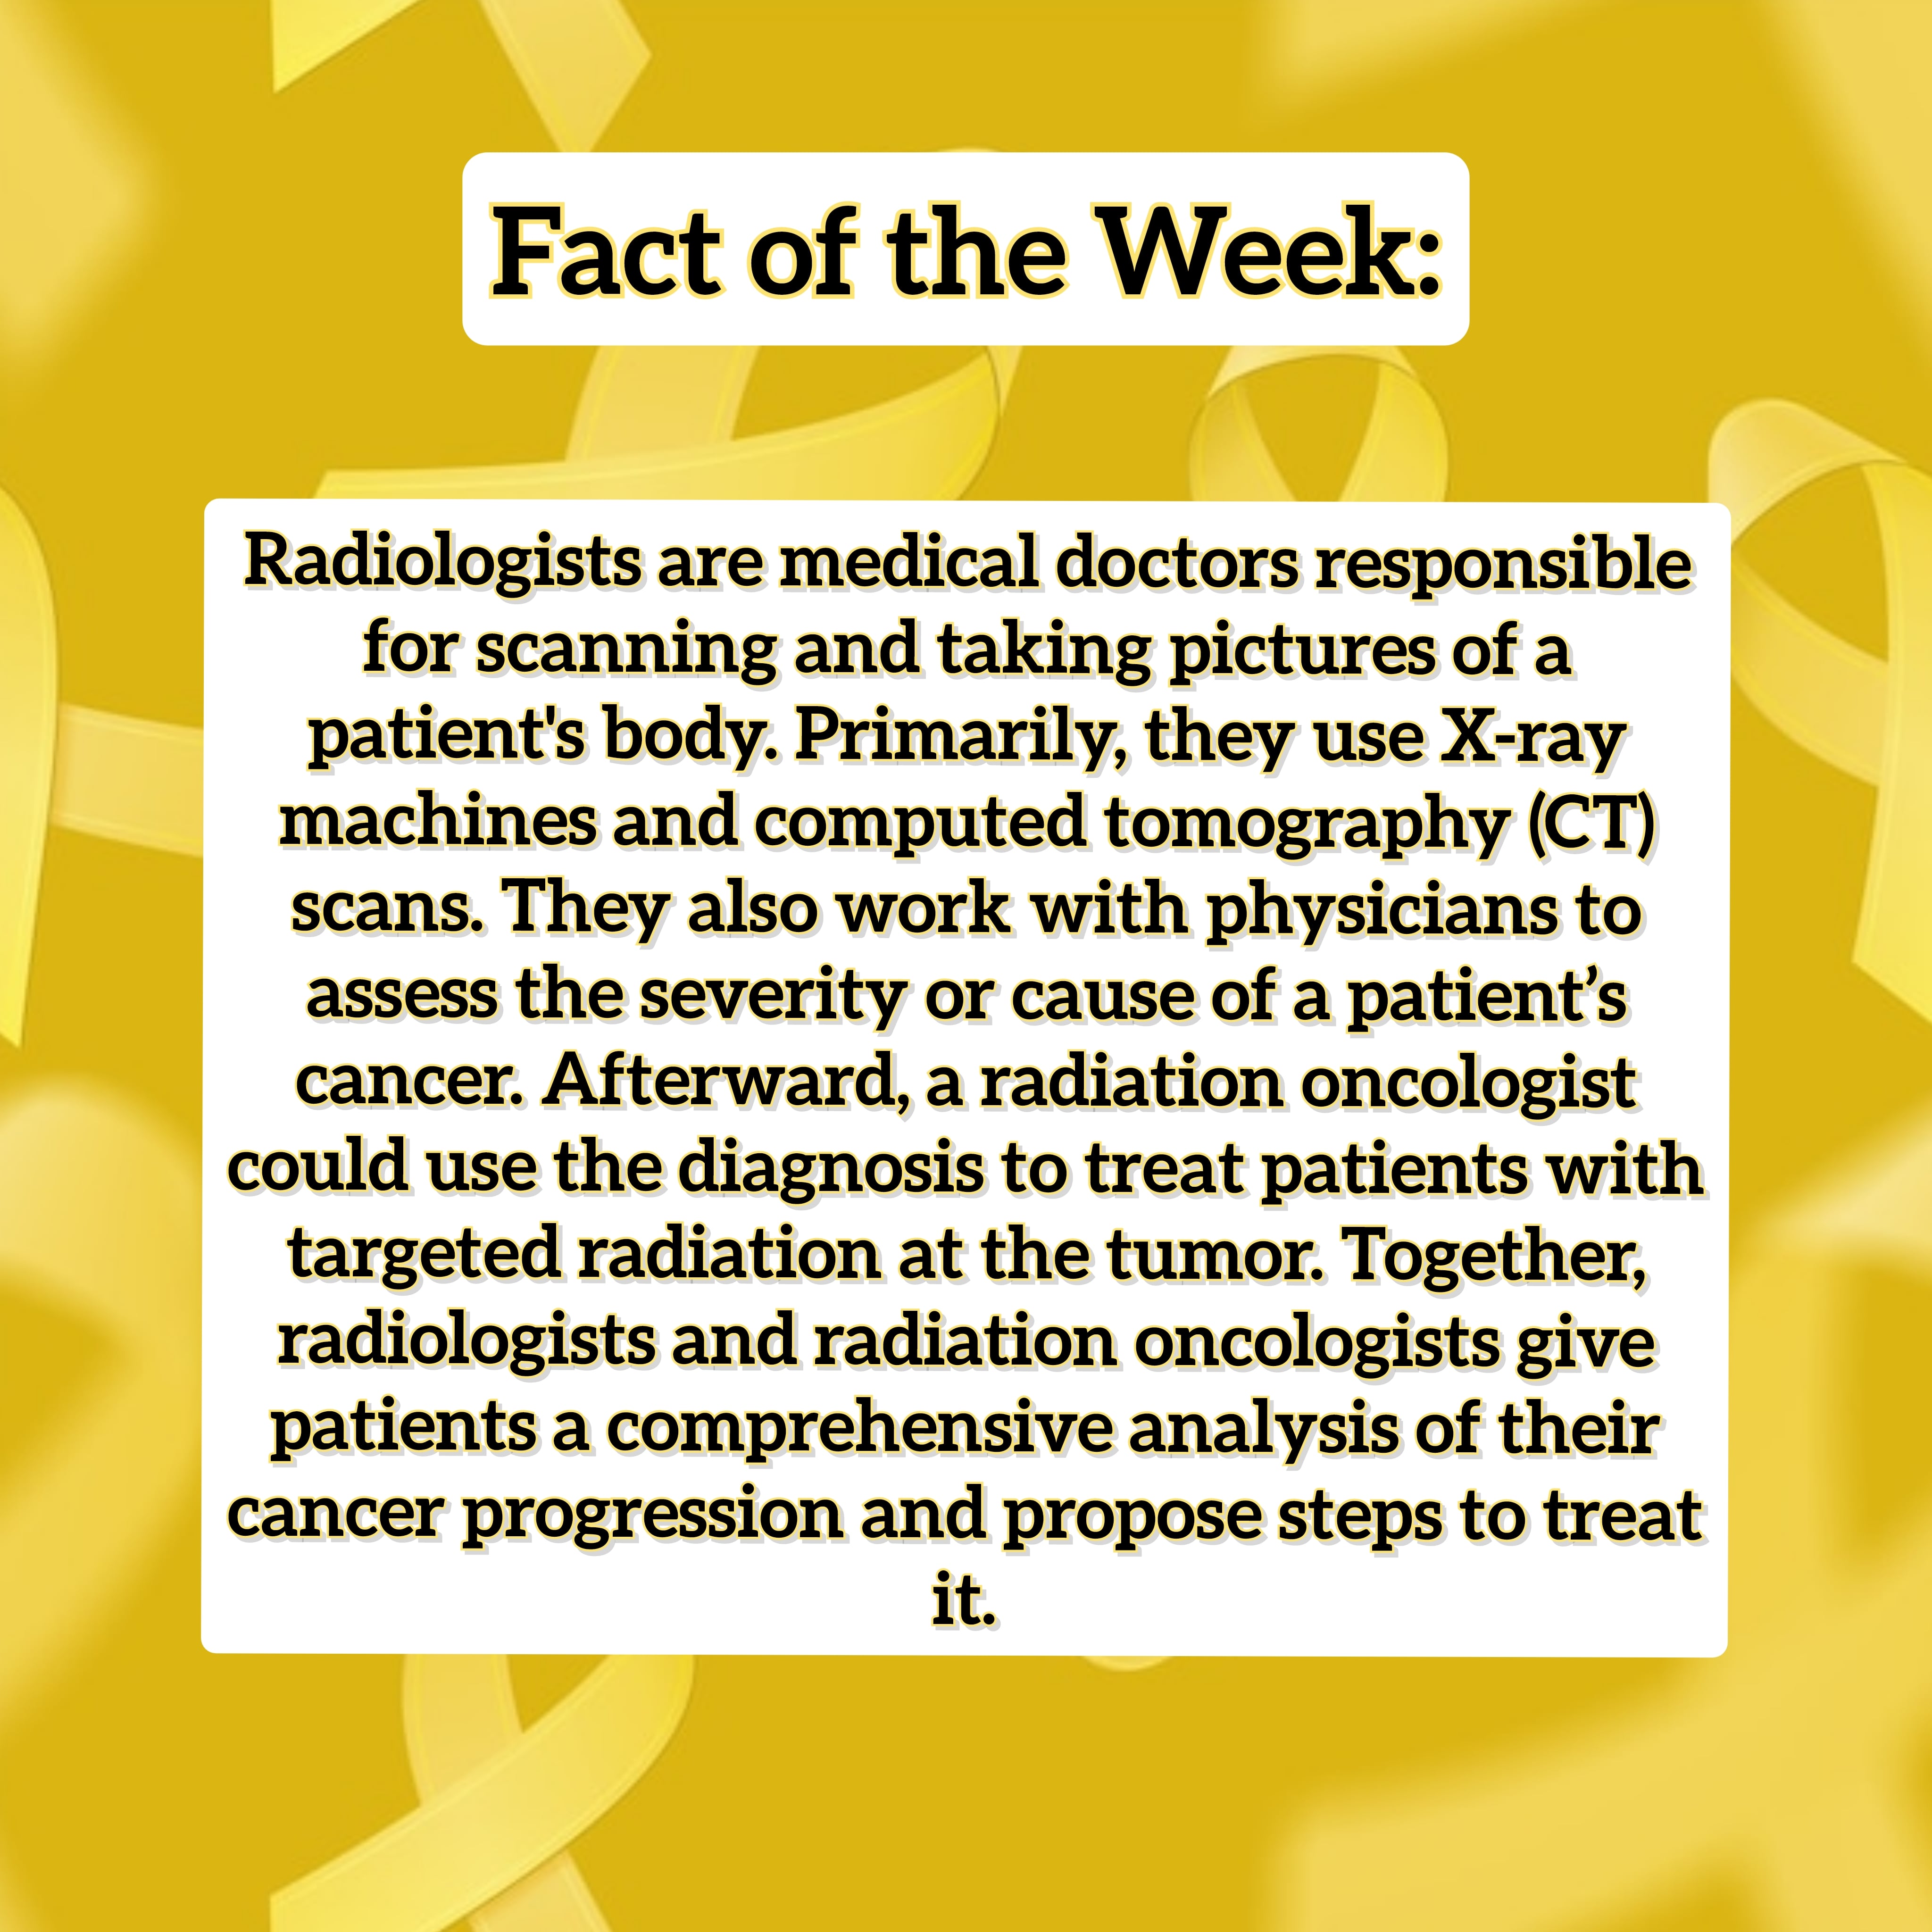 Fact of the Week:
Radiologists are medical doctors responsible
for scanning and taking pictures of a
patient's body. Primarily, they use X-ray
machines and computed tomography (CT)
scans. They also work with physicians to
assess the severity or cause of a patient’s
cancer. Afterward, a radiation oncologist
could use the diagnosis to treat patients with
targeted radiation at the tumor. Together,
radiologists and radiation oncologists give
patients a comprehensive analysis of their
cancer progression and propose steps to treat
it.